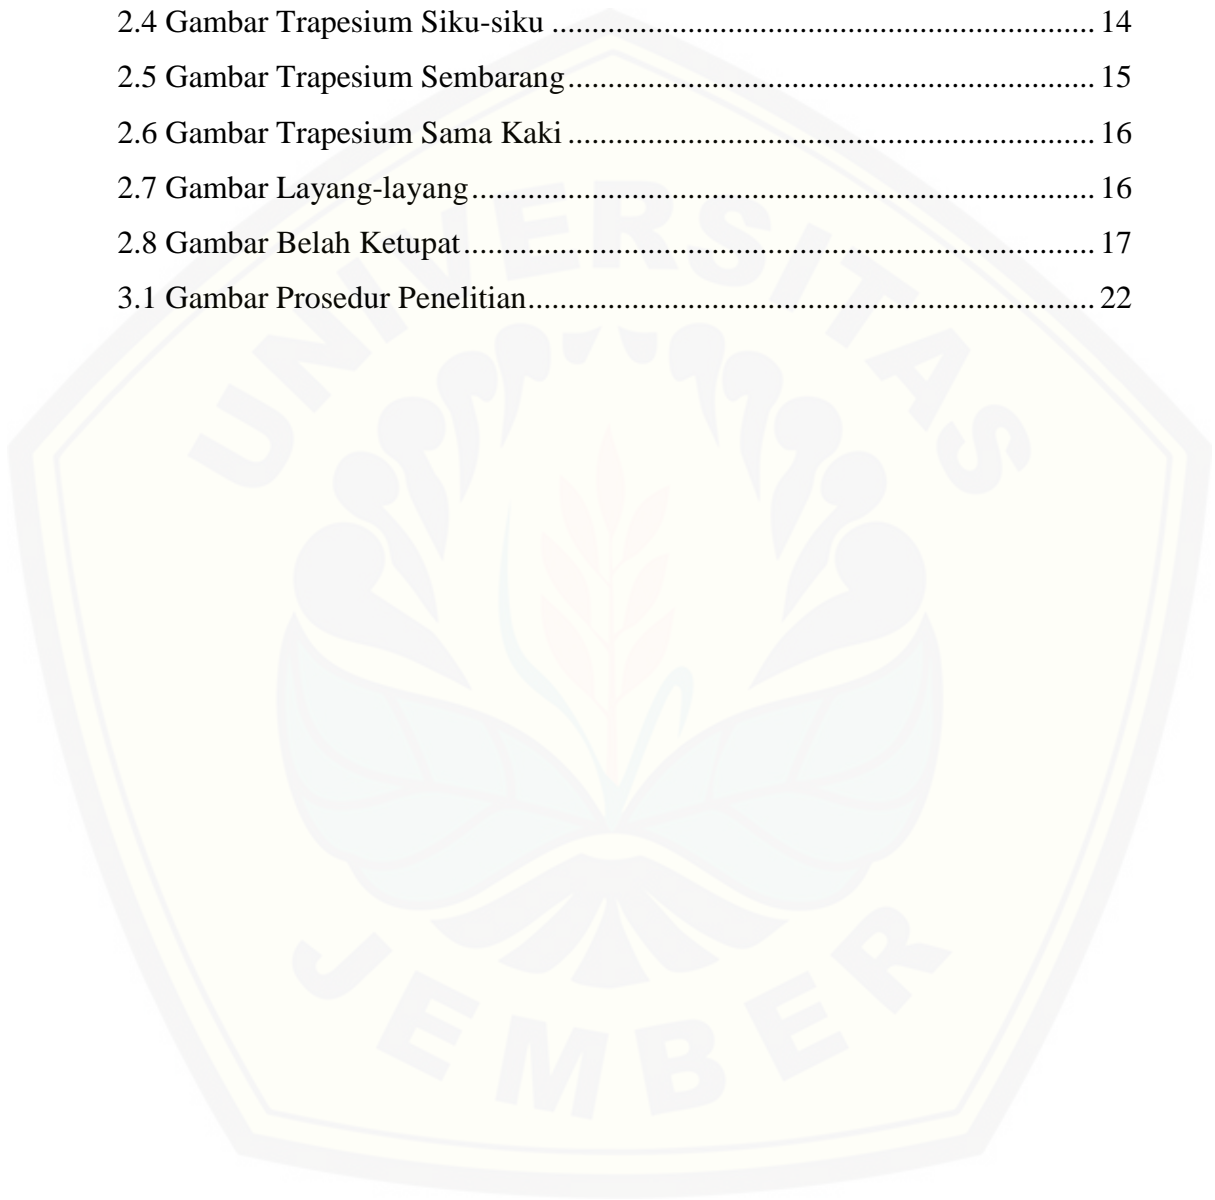 2.4 Gambar Trapesium Siku-siku ..................................................................... 14
2.5 Gambar Trapesium Sembarang................................................................... 15
2.6 Gambar Trapesium Sama Kaki ................................................................... 16
2.7 Gambar Layang-layang............................................................................... 16
2.8 Gambar Belah Ketupat................................................................................ 17
3.1 Gambar Prosedur Penelitian........................................................................ 22
UNIVERSITAS
JEMBER